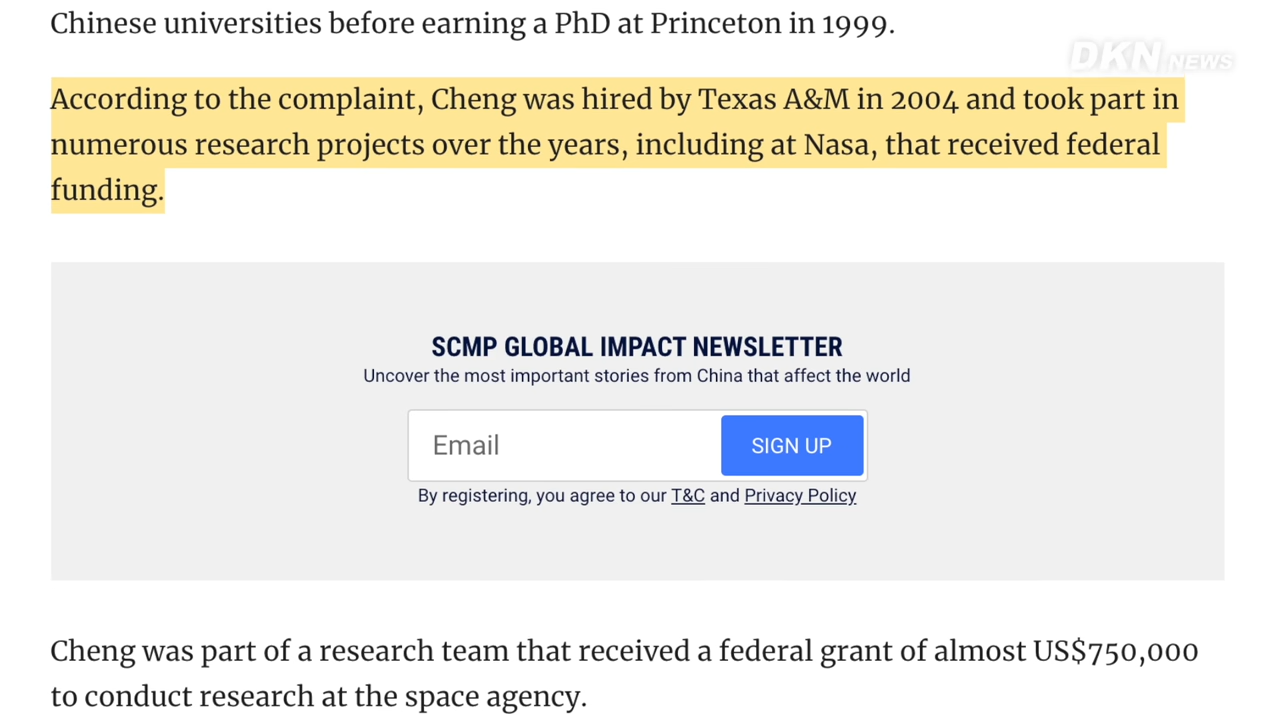 Chinese universities before earning a PhD at Princeton in 1999.
DKN NEWS
According to the complaint, Cheng was hired by Texas A&M in 2004 and took part in
numerous research projects over the years, including at Nasa, that received federal
funding.
SCMP GLOBAL IMPACT NEWSLETTER
Uncover the most important stories from China that affect the world
Email
SIGN UP
By registering, you agree to our T&C and Privacy Policy
Cheng was part of a research team that received a federal grant of almost US$750,000
to conduct research at the space agency.